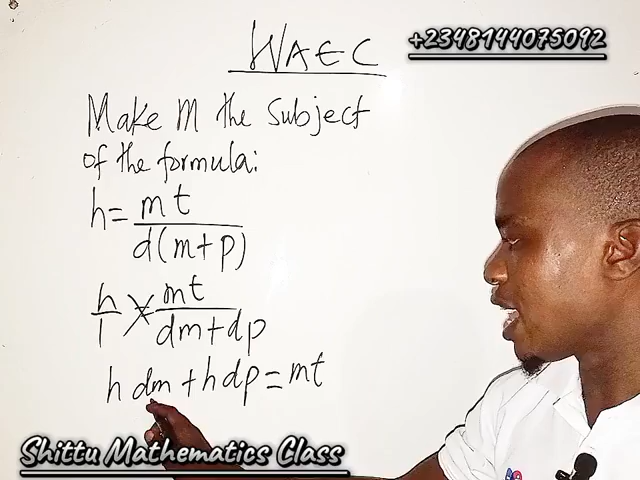 WAEC
+2348144075092
Make m the subject
of the formula:
h = mt / d(m+p)
h/1 = mt / dm+dp
hdm + hdp = mt
Shittu Mathematics Class